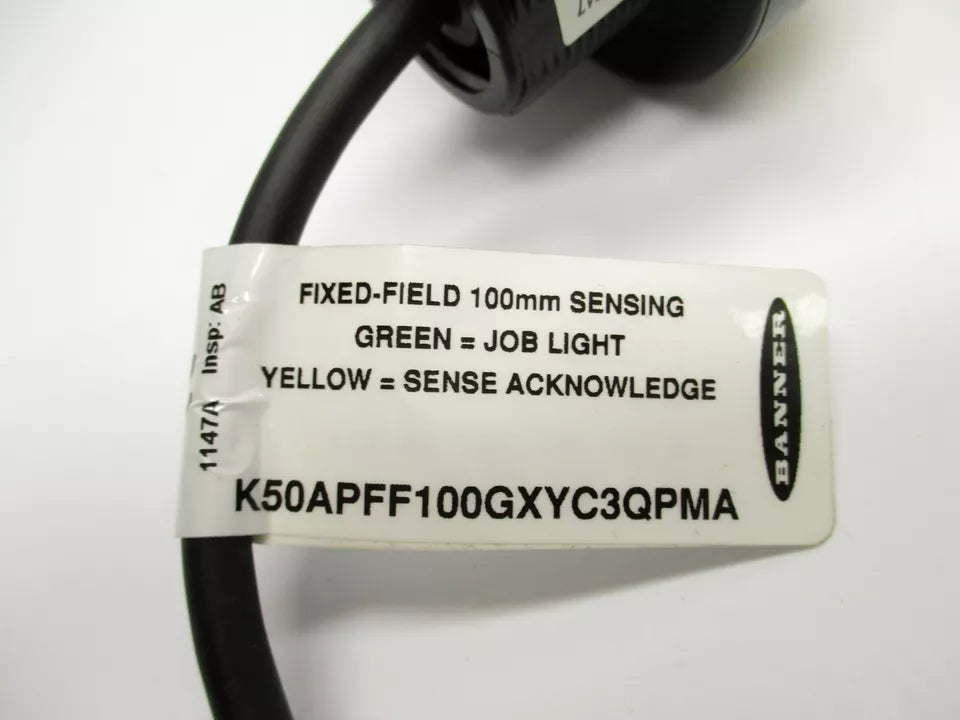 FIXED-FIELD 100mm SENSING
GREEN = JOB LIGHT
YELLOW = SENSE ACKNOWLEDGE
K50APFF100GXYC3QPMA
BANNER
1147A Insp: AB